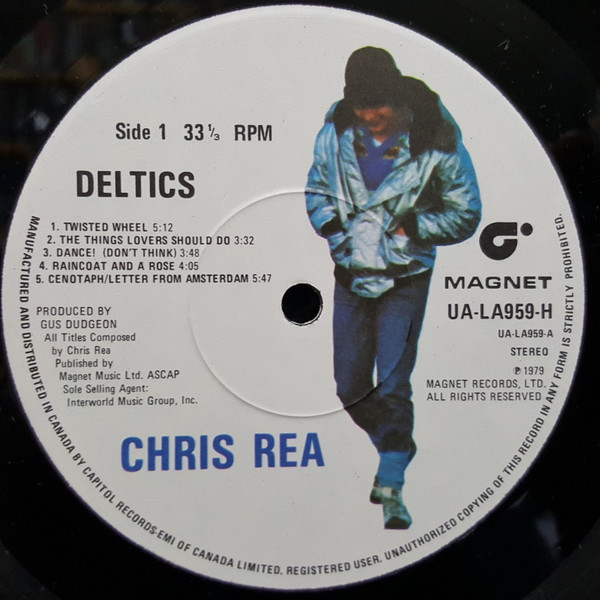 Side 1 33 ⅓ RPM
DELTICS
1. TWISTED WHEEL 5:12
2. THE THINGS LOVERS SHOULD DO 3:32
3. DANCE! (DON'T THINK) 3:48
4. RAINCOAT AND A ROSE 4:05
5. CENOTAPH/LETTER FROM AMSTERDAM 5:47
PRODUCED BY
GUS DUDGEON
All Titles Composed
by Chris Rea
Published by
Magnet Music Ltd. ASCAP
Sole Selling Agent:
Interworld Music Group, Inc.
CHRIS REA
MAGNET
UA-LA959-H
UA-LA959-A
STEREO
℗ 1979
MAGNET RECORDS, LTD.
ALL RIGHTS RESERVED
MANUFACTURED AND DISTRIBUTED IN CANADA BY CAPITOL RECORDS-EMI OF CANADA LIMITED. REGISTERED USER. UNAUTHORIZED COPYING OF THIS RECORD IN ANY FORM IS STRICTLY PROHIBITED.